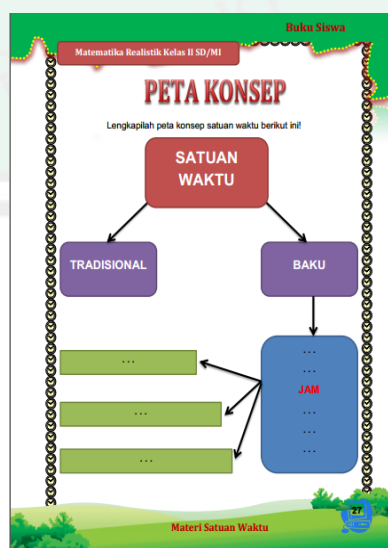 Buku Siswa
Matematika Realistik Kelas II SD/MI
PETA KONSEP
Lengkapilah peta konsep satuan waktu berikut ini!
SATUAN
WAKTU
TRADISIONAL
BAKU
...
...
JAM
...
...
...
...
...
...
27
Materi Satuan Waktu